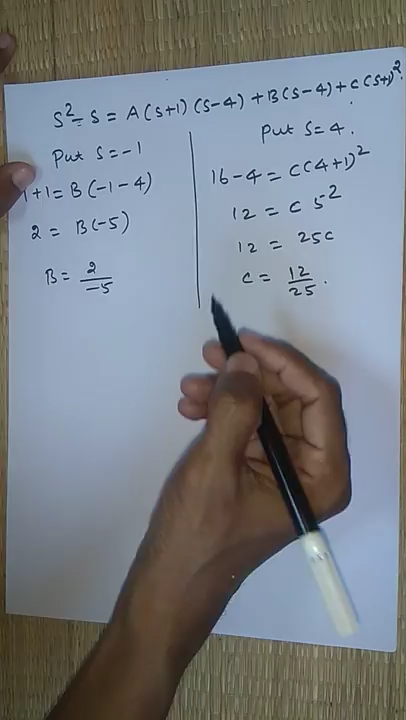 S² - S = A(S+1)(S-4) + B(S-4) + C(S+1)².
Put S=-1
1+1=B(-1-4)
2 = B(-5)
B = 2/-5
Put S=4.
16-4=C(4+1)²
12 = C 5²
12 = 25C
C = 12/25.